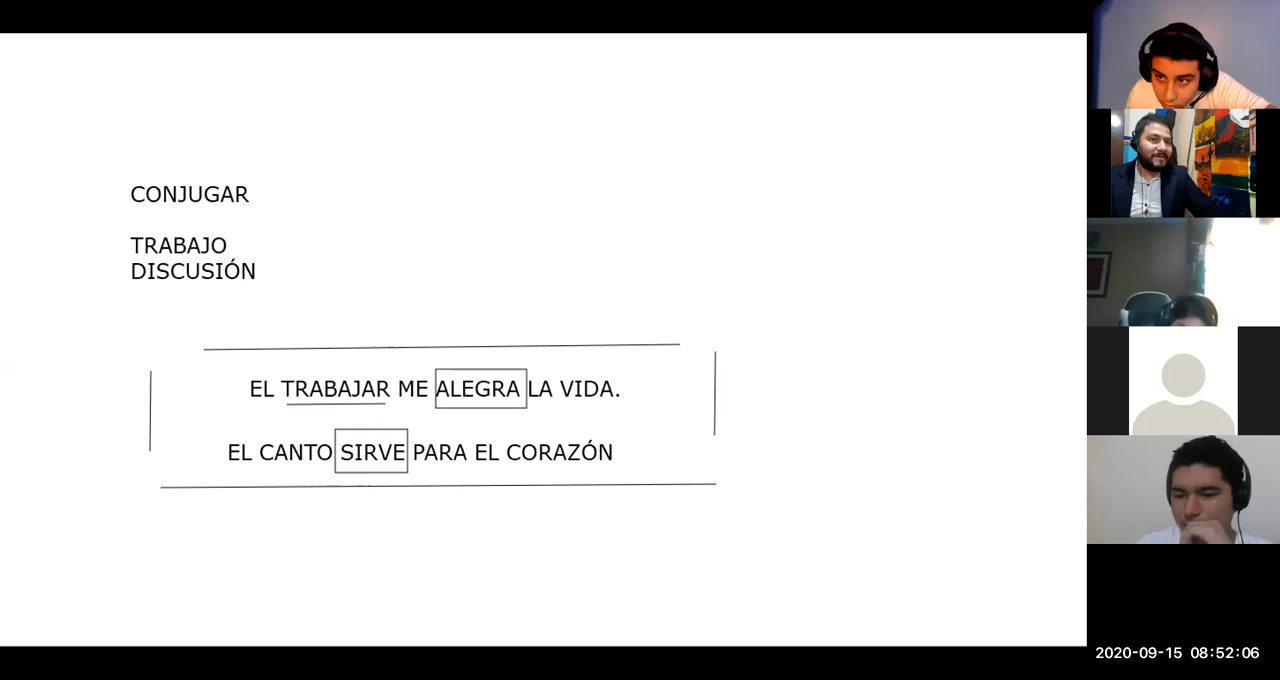 CONJUGAR
TRABAJO
DISCUSIÓN
EL TRABAJAR ME ALEGRA LA VIDA.
EL CANTO SIRVE PARA EL CORAZÓN
2020-09-15 08:52:06